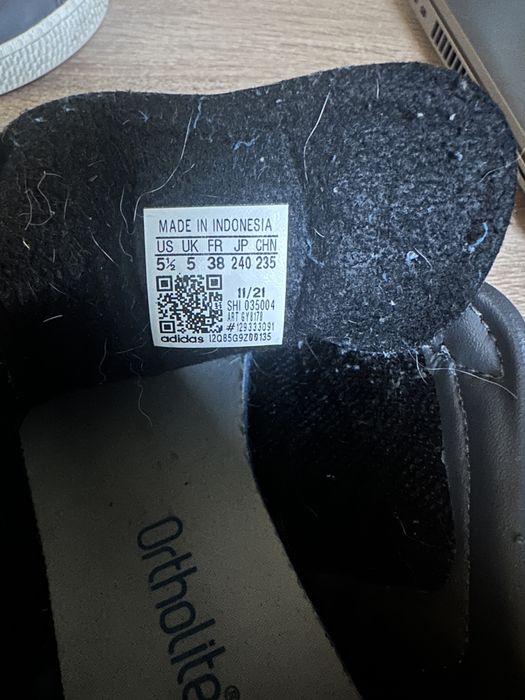 MADE IN INDONESIA
US UK FR JP CHN
5½ 5 38 240 235
11/21
SHI 035004
ART GY8178
#129333091
adidas I2Q85G9Z00135
OrthoLite®